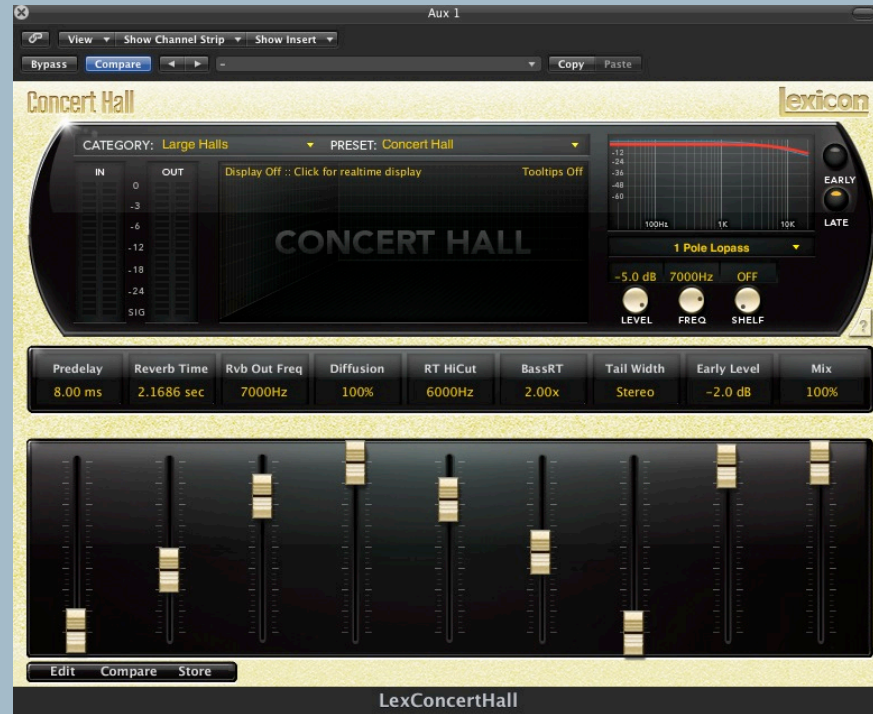 Aux 1
View Show Channel Strip Show Insert
Bypass Compare - Copy Paste
Concert Hall lexicon
CATEGORY: Large Halls PRESET: Concert Hall
IN OUT
0
-3
-6
-12
-18
-24
SIG
Display Off :: Click for realtime display Tooltips Off
CONCERT HALL
-12
-24
-36
-48
-60
100Hz 1K 10K
EARLY
LATE
1 Pole Lopass
-5.0 dB 7000Hz OFF
LEVEL FREQ SHELF
?
Predelay Reverb Time Rvb Out Freq Diffusion RT HiCut BassRT Tail Width Early Level Mix
8.00 ms 2.1686 sec 7000Hz 100% 6000Hz 2.00x Stereo -2.0 dB 100%
Edit Compare Store
LexConcertHall